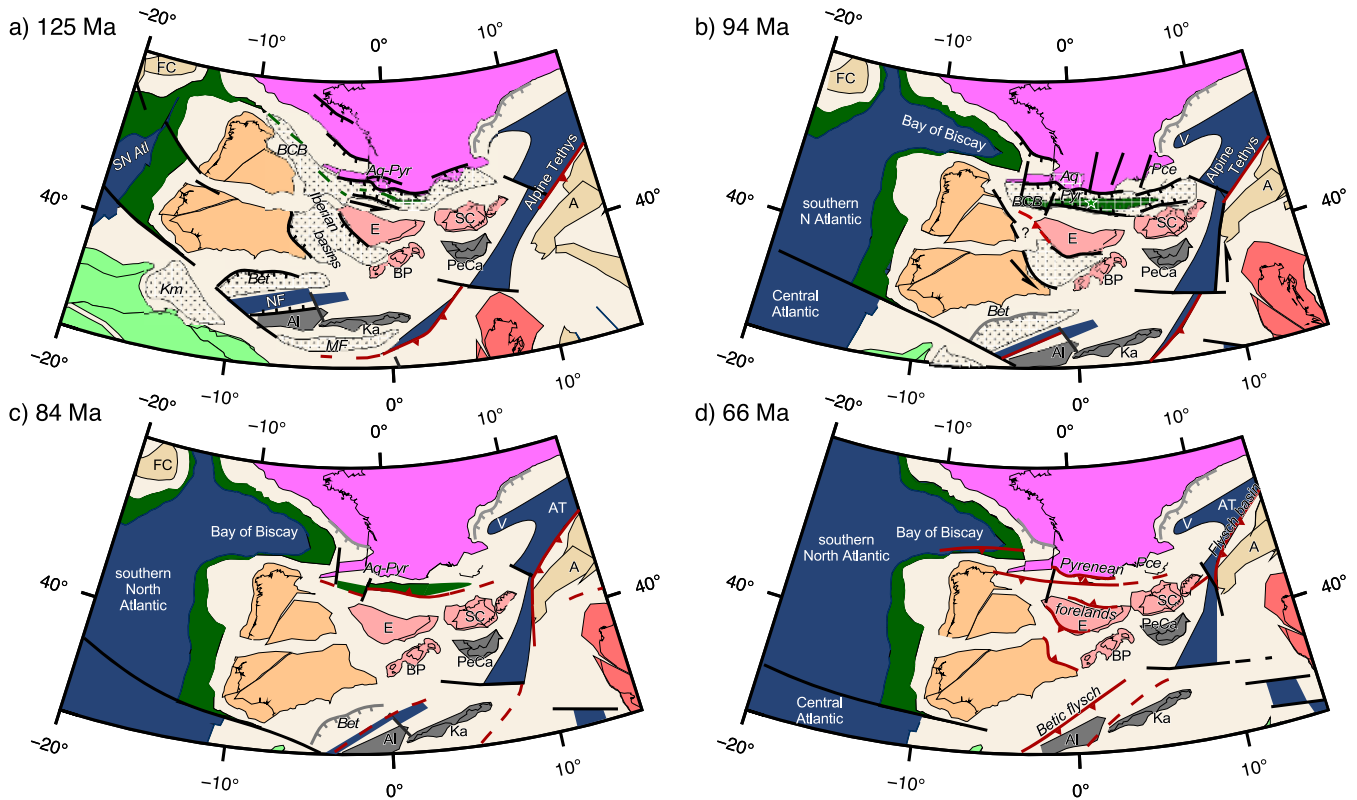 a) 125 Ma
−20°
−10°
0°
10°
FC
BCB
SN Atl
Aq-Pyr
Alpine Tethys
40°
40°
A
Iberian
basins
E
SC
BP
PeCa
Km
Bet
NF
Al
Ka
MF
−20°
−10°
0°
10°
b) 94 Ma
−20°
−10°
0°
10°
FC
Bay of Biscay
V
Alpine
Tethys
Aq
Pce
Pyr
BCB
40°
40°
A
southern
N Atlantic
?
E
SC
PeCa
BP
Central
Atlantic
Bet
Al
Ka
−20°
−10°
0°
10°
c) 84 Ma
−20°
−10°
0°
10°
FC
Bay of Biscay
V
AT
Aq-Pyr
40°
40°
A
southern
North
Atlantic
E
SC
PeCa
BP
Bet
Al
Ka
−20°
−10°
0°
10°
d) 66 Ma
−20°
−10°
0°
10°
Bay of Biscay
V
AT
Flysch basin
southern
North Atlantic
Pyrenean
Pce
40°
40°
A
forelands
E
SC
PeCa
BP
Central
Atlantic
Betic flysch
Al
Ka
−20°
−10°
0°
10°